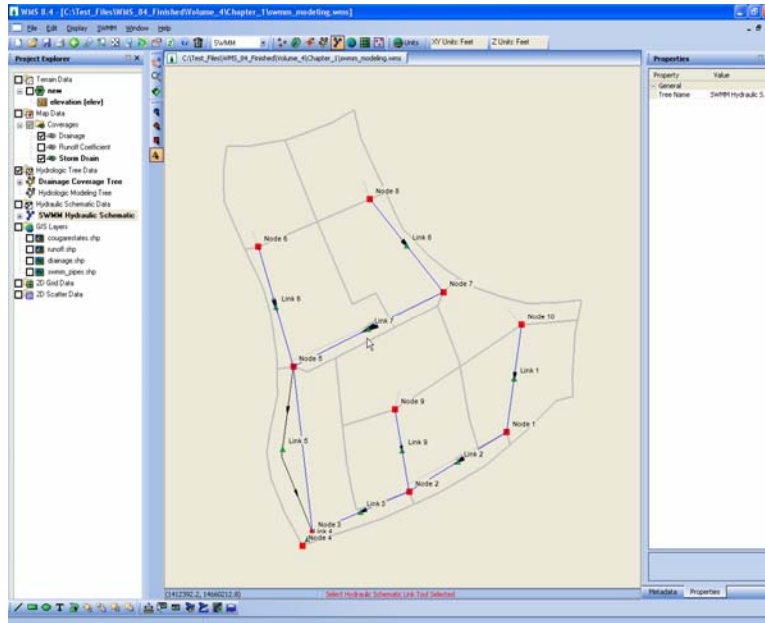 WMS 8.4 - [C:\Test_Files\WMS_84_Finished\Volume_4\Chapter_1\swmm_modeling.wms]
File Edit Display SWMM Window Help
SWMM Units XY Units: Feet Z Units: Feet
Project Explorer
C:\Test_Files\WMS_84_Finished\Volume_4\Chapter_1\swmm_modeling.wms
Properties
Terrain Data
new
elevation (elev)
Map Data
Coverages
Drainage
Runoff Coefficient
Storm Drain
Hydrologic Tree Data
Drainage Coverage Tree
Hydrologic Modeling Tree
Hydraulic Schematic Data
SWMM Hydraulic Schematic
GIS Layers
cougarestates.shp
runoff.shp
drainage.shp
swmm_pipes.shp
2D Grid Data
2D Scatter Data
Property Value
General
Tree Name SWMM Hydraulic S...
Node 8
Node 6
Link 8
Node 7
Link 6
Link 7
Node 10
Node 5
Link 1
Node 9
Node 1
Link 5
Link 9
Link 2
Node 2
Link 3
Node 3
Link 4
Node 4
(1412392.2, 14660212.8) Select Hydraulic Schematic Link Tool Selected
Metadata Properties